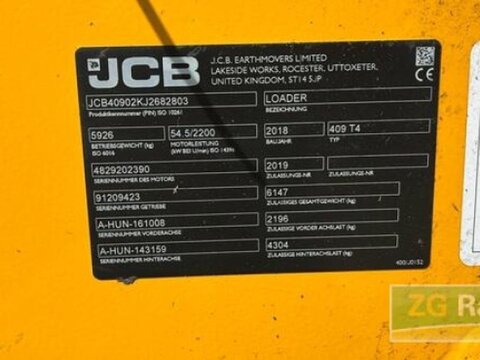 JCB
J.C.B. EARTHMOVERS LIMITED
LAKESIDE WORKS, ROCESTER, UTTOXETER,
UNITED KINGDOM, ST14 5JP
JCB40902KJ2682803
Produktidentnummer (PIN) ISO 10261
LOADER
BEZEICHNUNG
5926
BETRIEBSGEWICHT (kg)
ISO 6016
54.5/2200
MOTORLEISTUNG
(kW BEI U/min) ISO 14396
2018
BAUJAHR
409 T4
TYP
4829202390
SERIENNUMMER DES MOTORS
2019
ZULASSUNGS-NR
ZULASSUNGS-NR
91209423
SERIENNUMMER GETRIEBE
6147
ZULÄSSIGES GESAMTGEWICHT (kg)
A-HUN-161008
SERIENNUMMER VORDERACHSE
2196
ZULÄSSIGE VORDERACHSLAST (kg)
A-HUN-143159
SERIENNUMMER HINTERACHSE
4304
ZULÄSSIGE HINTERACHSLAST (kg)
400/J0152
ZG Ra